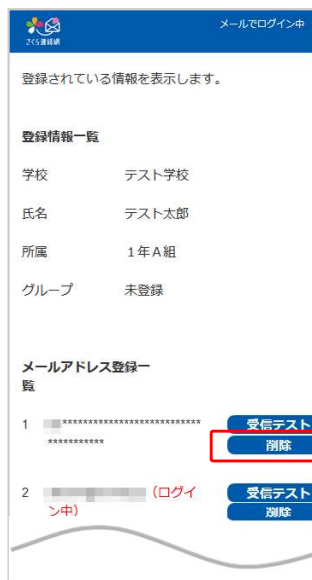 さくら連絡網
メールでログイン中
登録されている情報を表示します。
登録情報一覧
学校 テスト学校
氏名 テスト太郎
所属 1年A組
グループ 未登録
メールアドレス登録一
覧
1 ************************** 受信テスト
*********** 削除
2 （ログイ 受信テスト
ン中） 削除